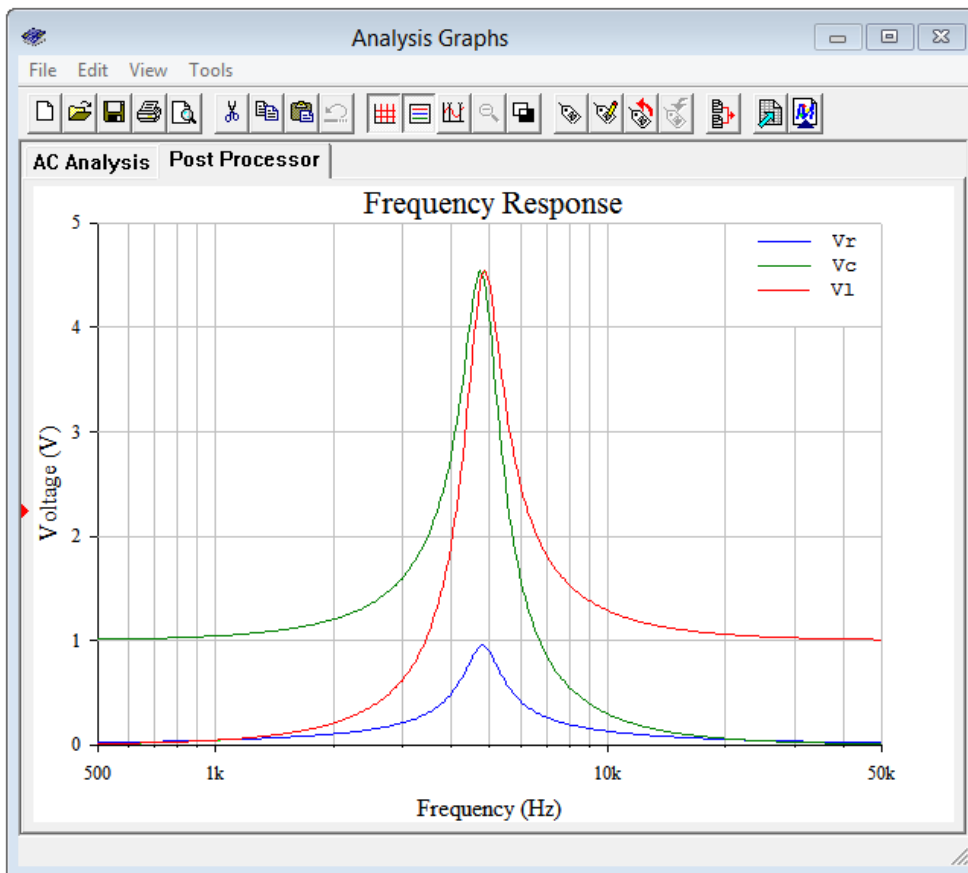 Analysis Graphs
File Edit View Tools
AC Analysis Post Processor
Frequency Response
5
4
3
2
1
0
Voltage (V)
Vr
Vc
Vl
500 1k 10k 50k
Frequency (Hz)